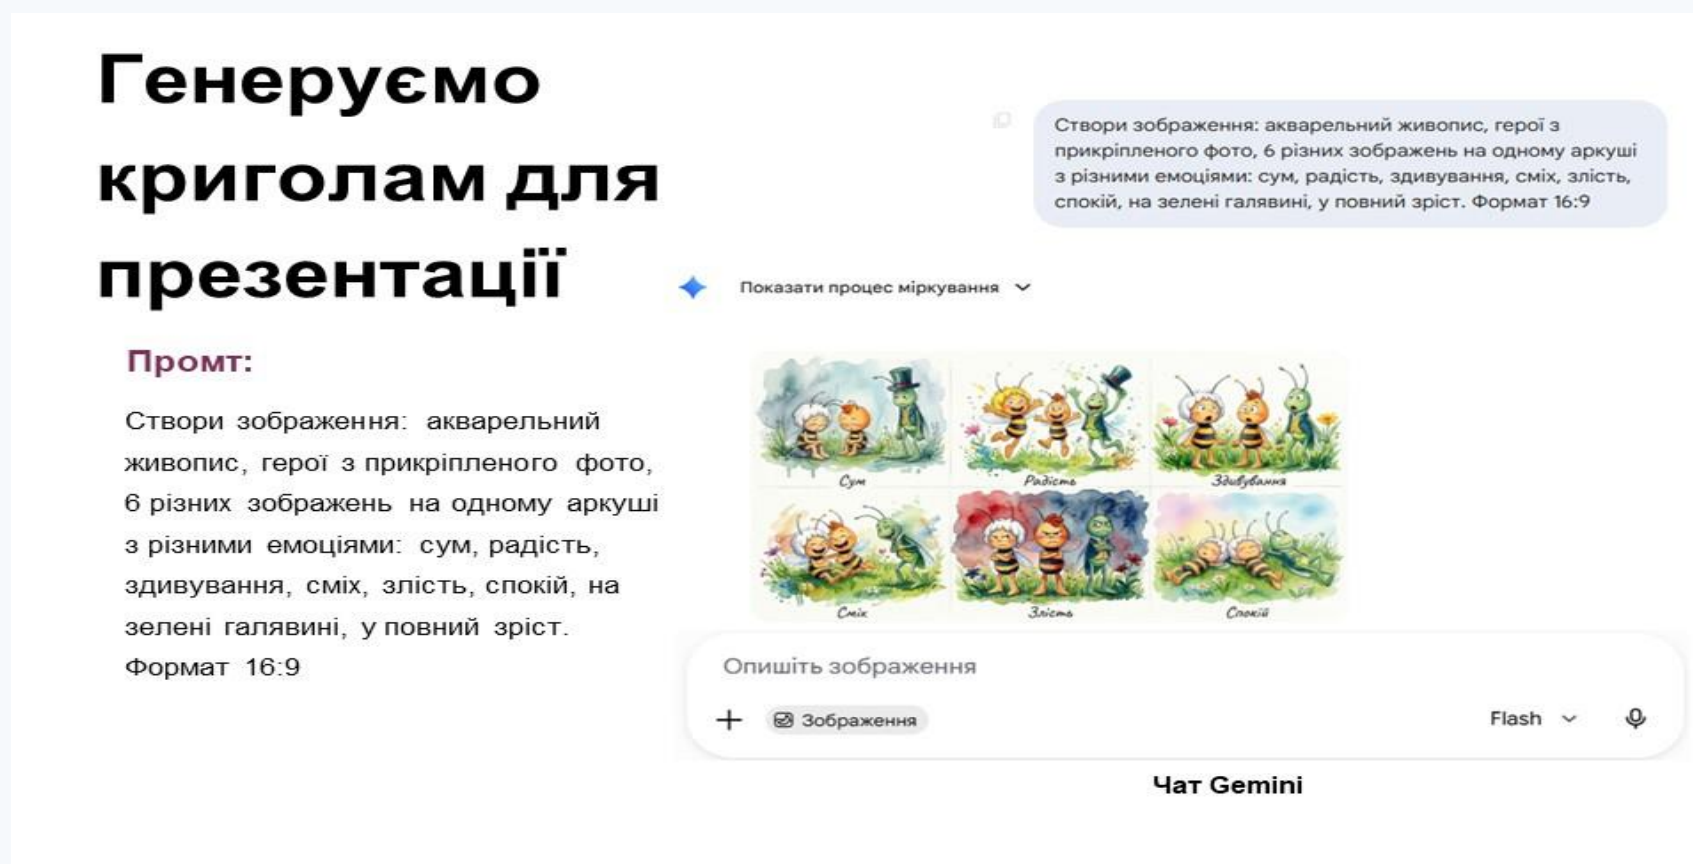 Генеруємо
криголам для
презентації
Промт:
Створи зображення: акварельний
живопис, герої з прикріпленого фото,
6 різних зображень на одному аркуші
з різними емоціями: сум, радість,
здивування, сміх, злість, спокій, на
зелені галявині, у повний зріст.
Формат 16:9
Створи зображення: акварельний живопис, герої з
прикріпленого фото, 6 різних зображень на одному аркуші
з різними емоціями: сум, радість, здивування, сміх, злість,
спокій, на зелені галявині, у повний зріст. Формат 16:9
Показати процес міркування
Сум Радість Здивування
Сміх Злість Спокій
Опишіть зображення
Зображення Flash
Чат Gemini